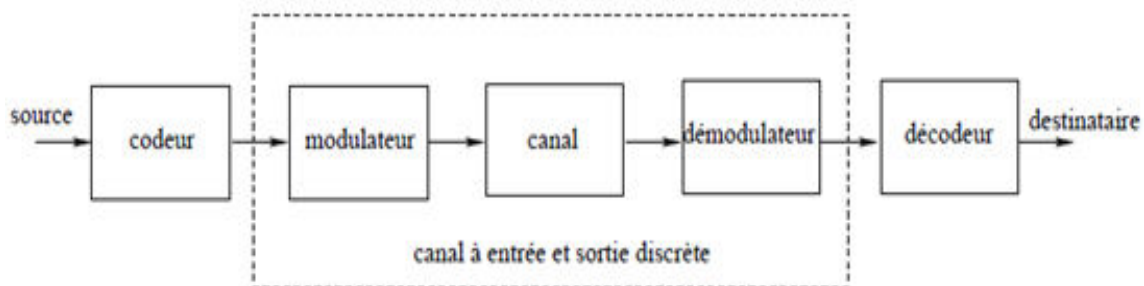 source
codeur
modulateur
canal
démodulateur
décodeur
destinataire
canal à entrée et sortie discrète